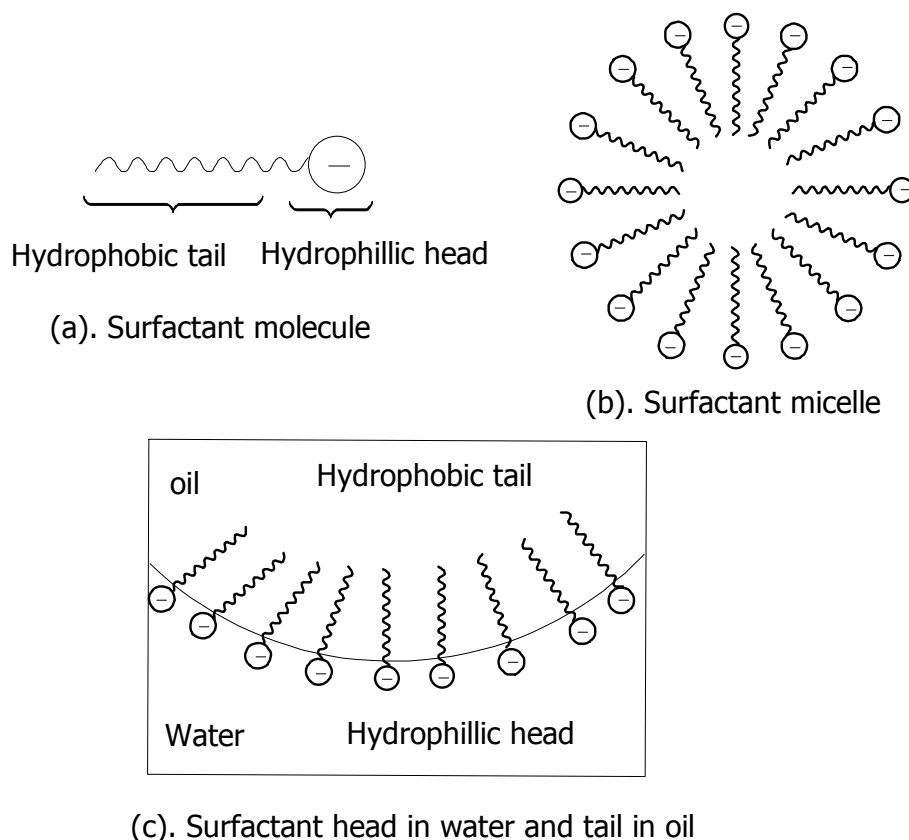 Hydrophobic tail Hydrophillic head
(a). Surfactant molecule
(b). Surfactant micelle
oil Hydrophobic tail
Water Hydrophillic head
(c). Surfactant head in water and tail in oil